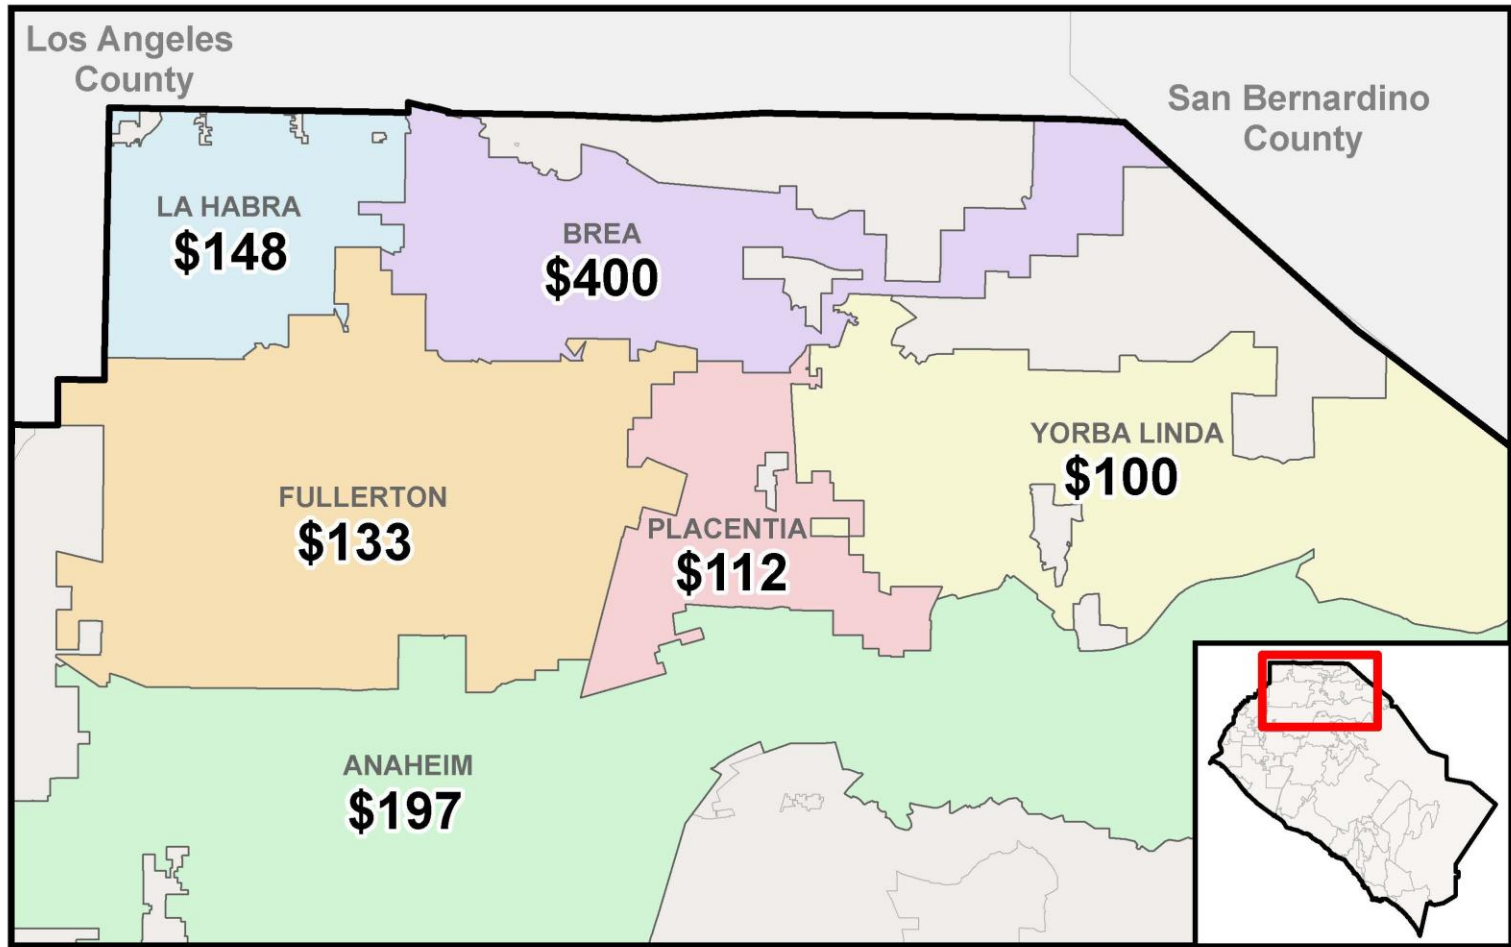 Los Angeles
County
San Bernardino
County
LA HABRA
$148
BREA
$400
YORBA LINDA
$100
FULLERTON
$133
PLACENTIA
$112
ANAHEIM
$197